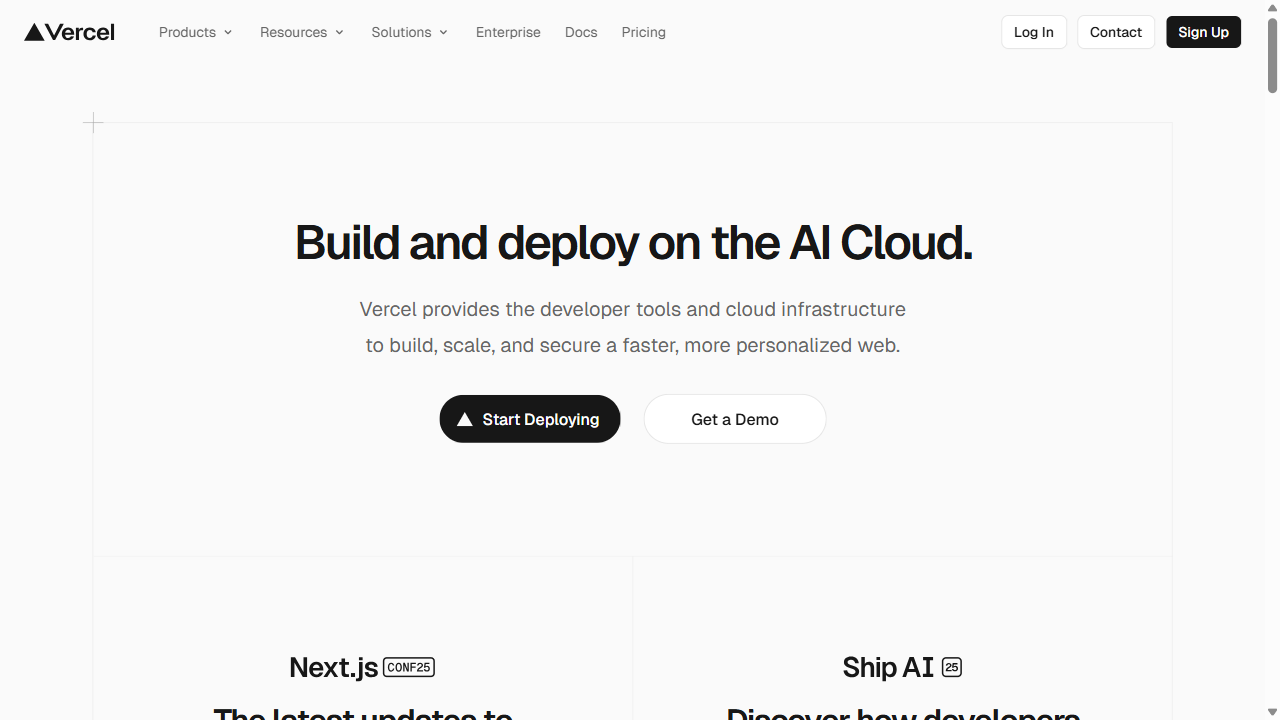 Vercel
Products
Resources
Solutions
Enterprise
Docs
Pricing
Log In
Contact
Sign Up
Build and deploy on the AI Cloud.
Vercel provides the developer tools and cloud infrastructure
to build, scale, and secure a faster, more personalized web.
Start Deploying
Get a Demo
Next.js CONF25
The latest updates to
Ship AI 25
Discover how developers